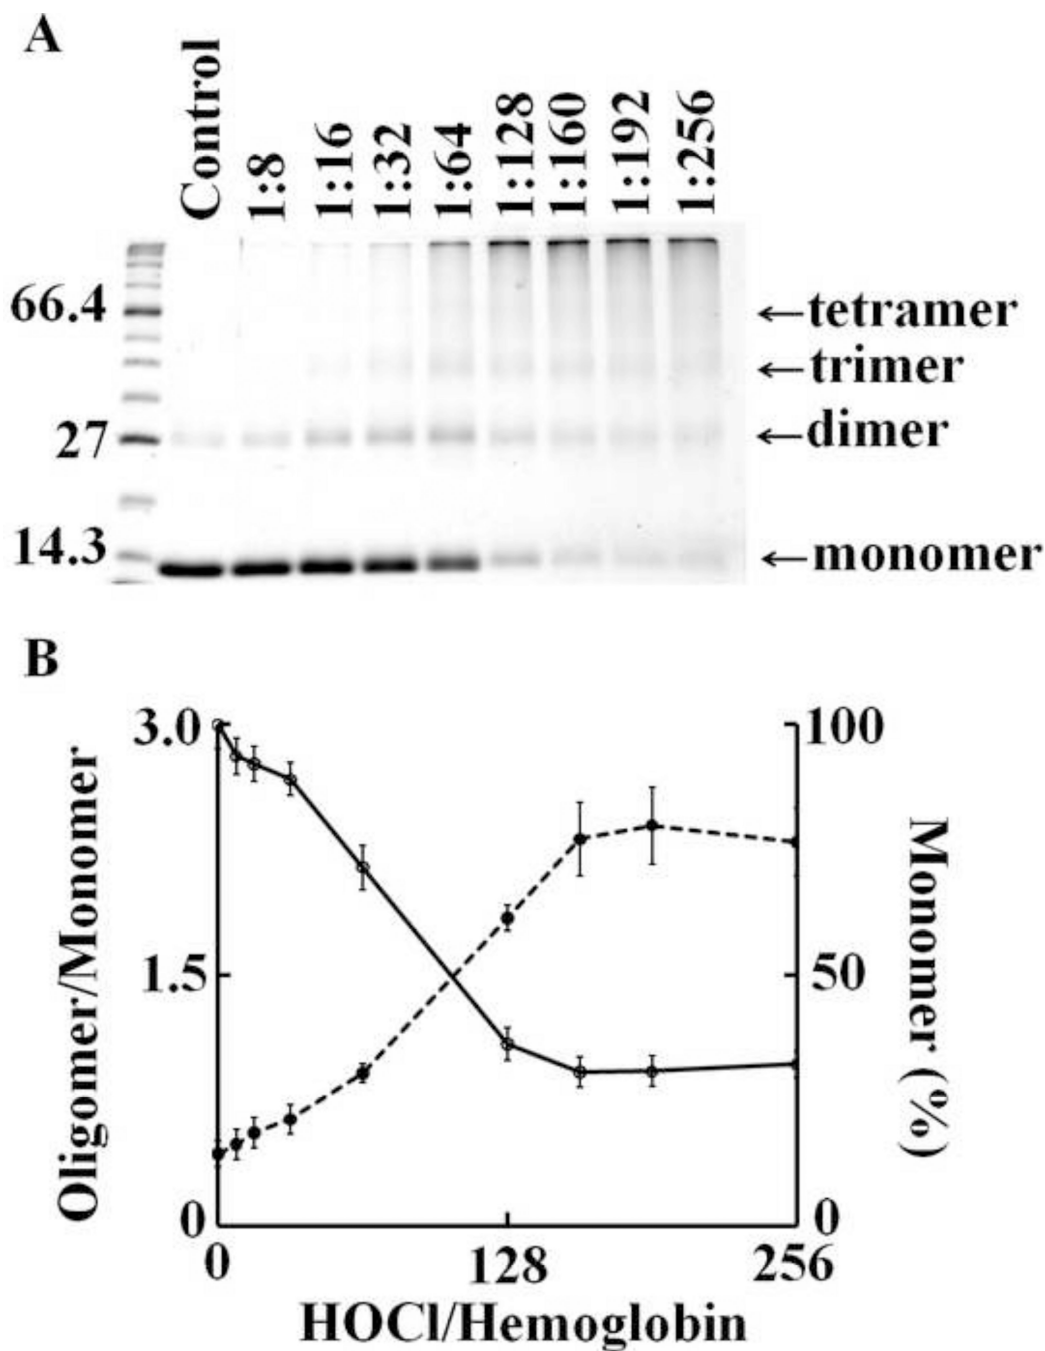 A
Control
1:8
1:16
1:32
1:64
1:128
1:160
1:192
1:256
66.4
27
14.3
←tetramer
←trimer
←dimer
←monomer
B
3.0
1.5
0
Oligomer/Monomer
100
50
0
Monomer (%)
0 128 256
HOCl/Hemoglobin